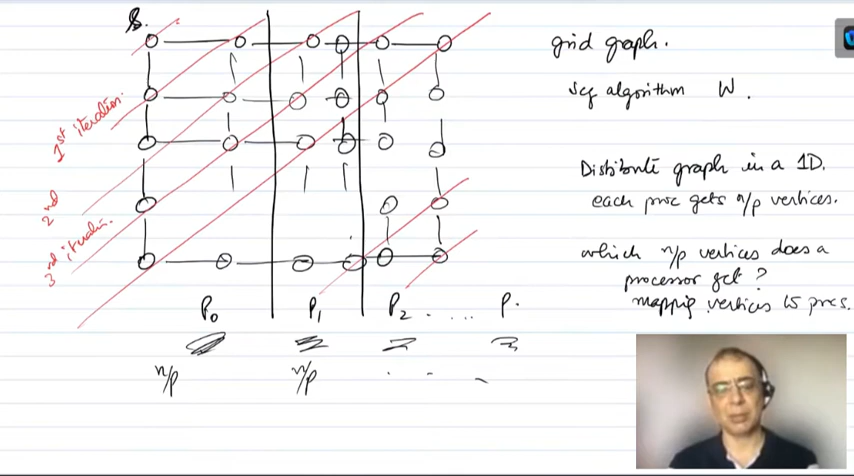 S.
grid graph.
seq algorithm W.
1st iteration.
2nd
3rd iteration.
Distribute graph in a 1D.
each proc gets n/p vertices.
which n/p vertices does a
processor get?
mapping vertices to procs.
P0 P1 P2 .... P.
n/p n/p